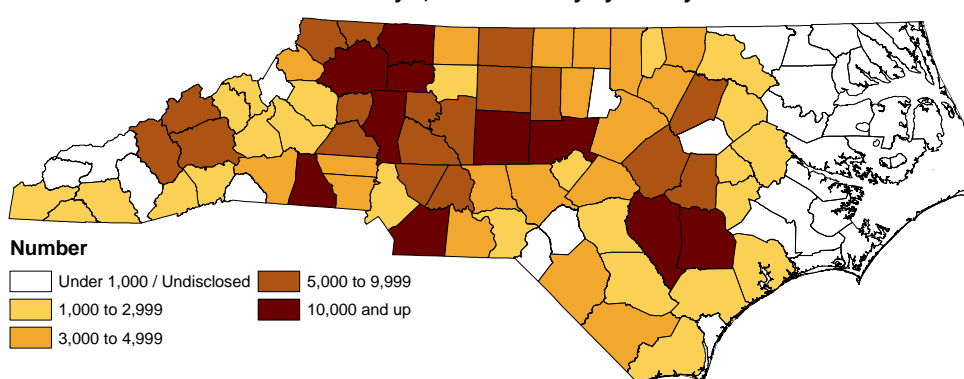 Number
Under 1,000 / Undisclosed
1,000 to 2,999
3,000 to 4,999
5,000 to 9,999
10,000 and up